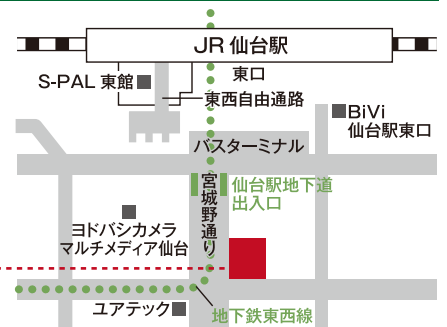 JR 仙台駅
東口
S-PAL 東館
東西自由通路
BiVi
仙台駅東口
バスターミナル
宮城野通り
仙台駅地下道
出入口
ヨドバシカメラ
マルチメディア仙台
ユアテック
地下鉄東西線